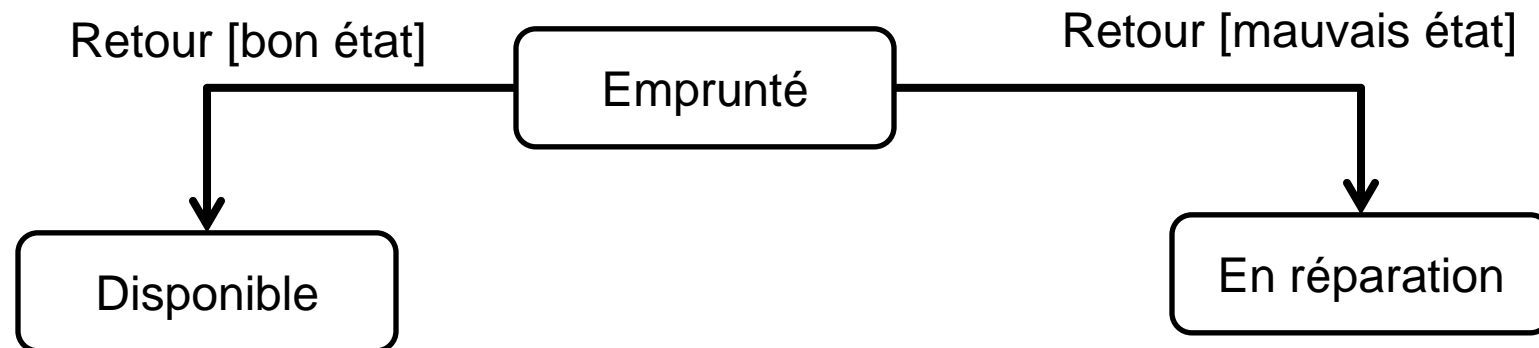 Retour [bon état]
Retour [mauvais état]
Emprunté
Disponible
En réparation